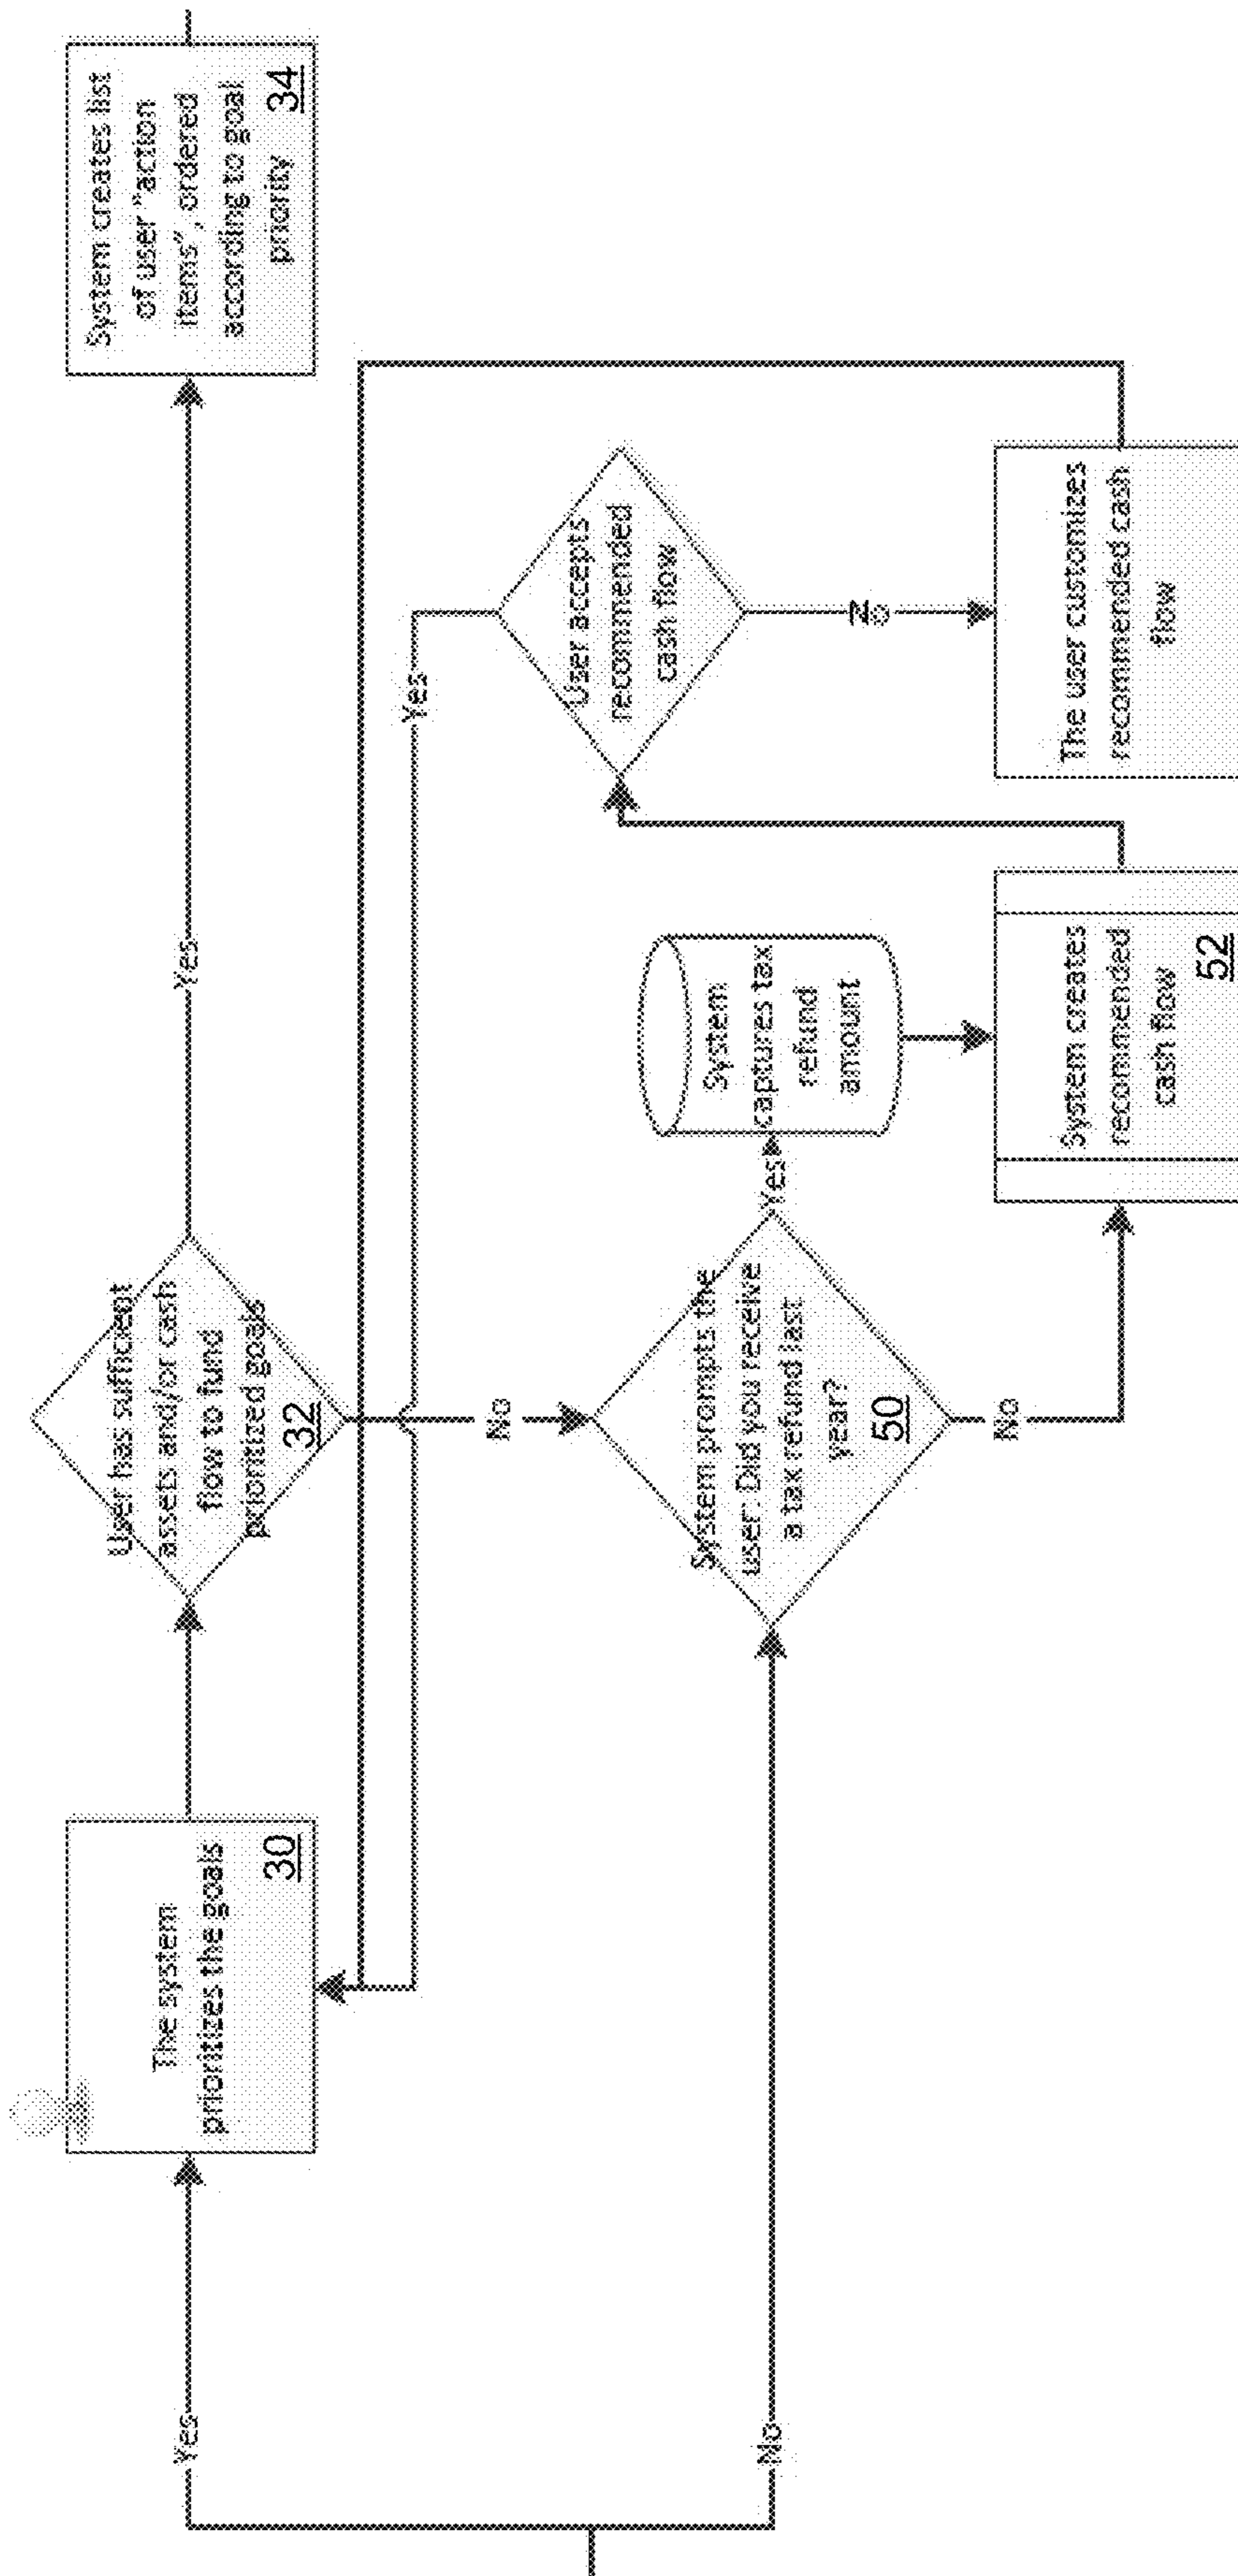 Yes
No
The system
prioritizes the goals
30
User has sufficient
assets and/or cash
flow to fund
prioritized goals
32
Yes
No
System creates list
of user "action
items", ordered
according to goal
priority
34
System prompts the
user: Did you receive
a tax refund last
year?
50
Yes
No
System
captures tax
refund
amount
System creates
recommended
cash flow
52
User accepts
recommended
cash flow
Yes
No
The user customizes
recommended cash
flow